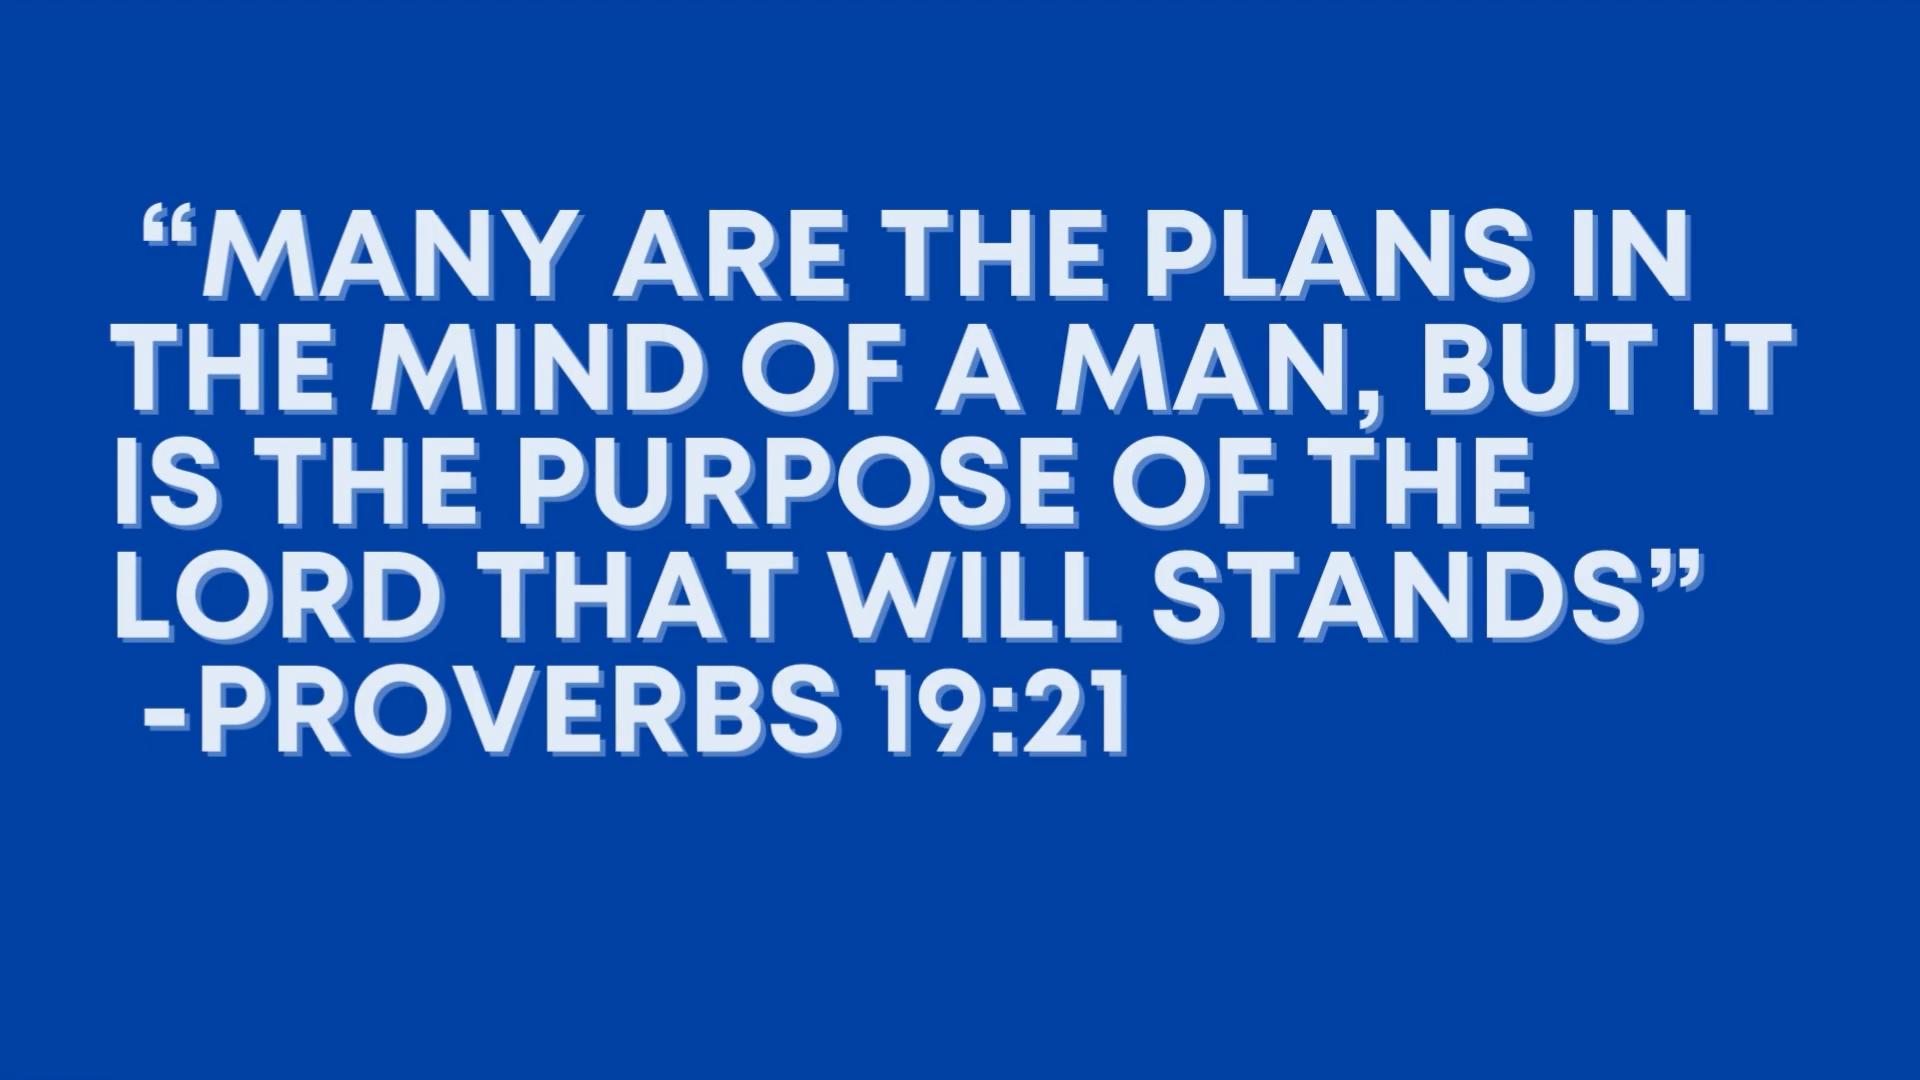 “MANY ARE THE PLANS IN
THE MIND OF A MAN, BUT IT
IS THE PURPOSE OF THE
LORD THAT WILL STANDS”
-PROVERBS 19:21